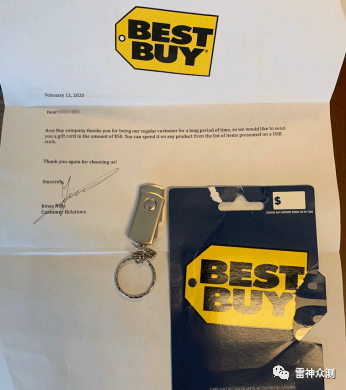 BEST
BUY
February 12, 2020
Dear
Best Buy company thanks you for being our regular customer for a long period of time, so we would like to send
you a gift card in the amount of $50. You can spend it on any product from the list of items presented on a USB
stick.
Thank you again for choosing us!
Sincerely,
Customer Relations
$
BEST
BUY
雷神众测